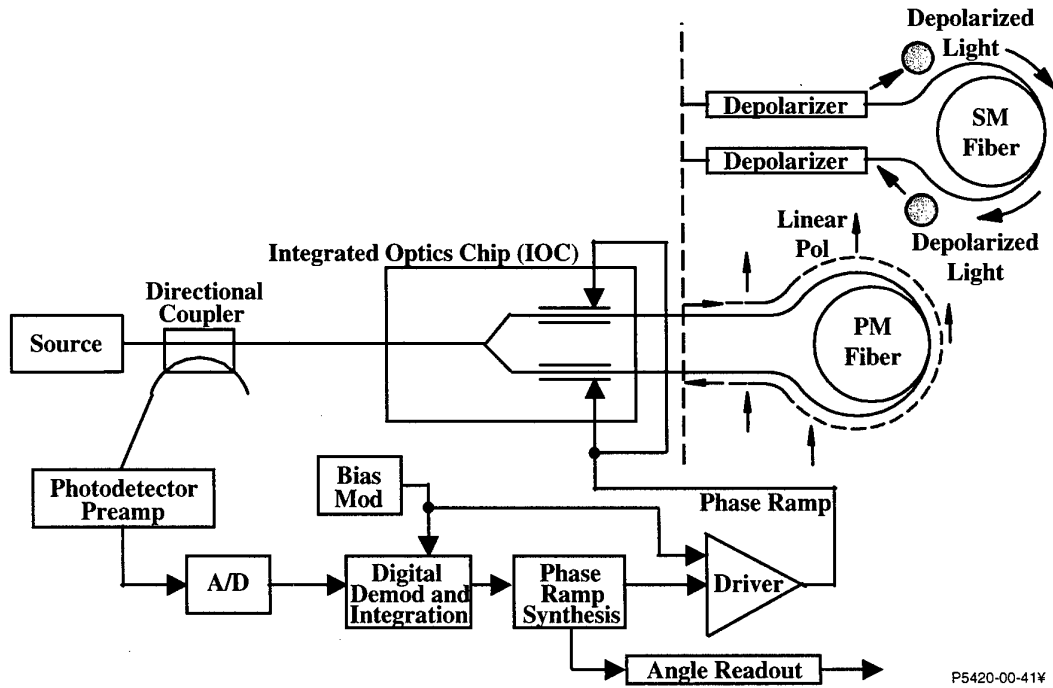 Depolarized
Light
Depolarizer
SM
Fiber
Depolarizer
Linear
Pol
Depolarized
Light
Integrated Optics Chip (IOC)
Directional
Coupler
Source
PM
Fiber
Photodetector
Preamp
Bias
Mod
Phase Ramp
A/D
Digital
Demod and
Integration
Phase
Ramp
Synthesis
Driver
Angle Readout
P5420-00-41¥